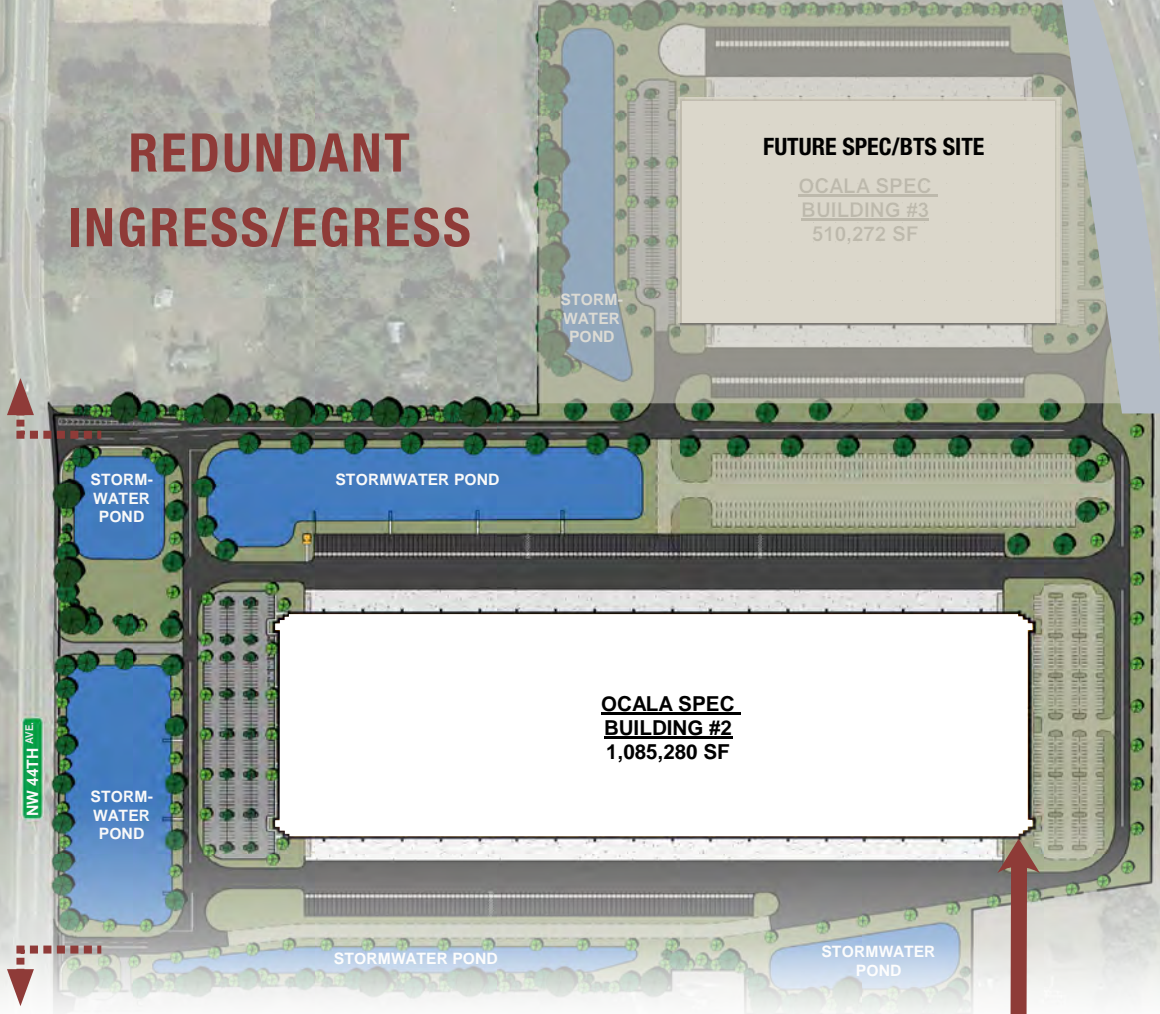 REDUNDANT
INGRESS/EGRESS
FUTURE SPEC/BTS SITE
OCALA SPEC
BUILDING #3
510,272 SF
STORM-
WATER
POND
STORM-
WATER
POND
STORMWATER POND
OCALA SPEC
BUILDING #2
1,085,280 SF
NW 44TH AVE.
STORM-
WATER
POND
STORMWATER POND
STORMWATER
POND